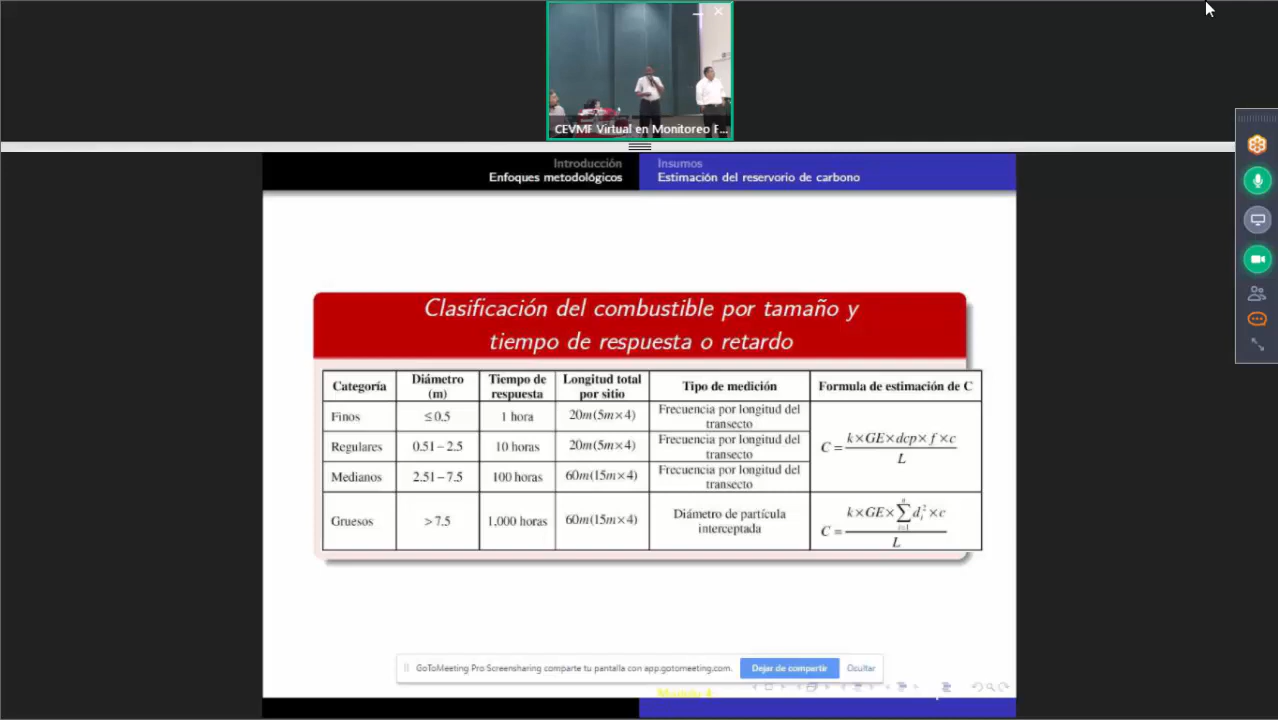 CEVMF Virtual en Monitoreo F...
Introducción
Enfoques metodológicos
Insumos
Estimación del reservorio de carbono
Clasificación del combustible por tamaño y
tiempo de respuesta o retardo
Categoría | Diámetro (m) | Tiempo de respuesta | Longitud total por sitio | Tipo de medición | Formula de estimación de C
Finos | ≤0.5 | 1 hora | 20m(5m×4) | Frecuencia por longitud del transecto
Regulares | 0.51–2.5 | 10 horas | 20m(5m×4) | Frecuencia por longitud del transecto
Medianos | 2.51–7.5 | 100 horas | 60m(15m×4) | Frecuencia por longitud del transecto
C = k×GE×dcp×f×c / L
Gruesos | >7.5 | 1,000 horas | 60m(15m×4) | Diámetro de partícula interceptada | C = k×GE×∑_{i=1}^{n} d_i^2×c / L
GoToMeeting Pro Screensharing comparte tu pantalla con app.gotomeeting.com. Dejar de compartir Ocultar
Modulo 4